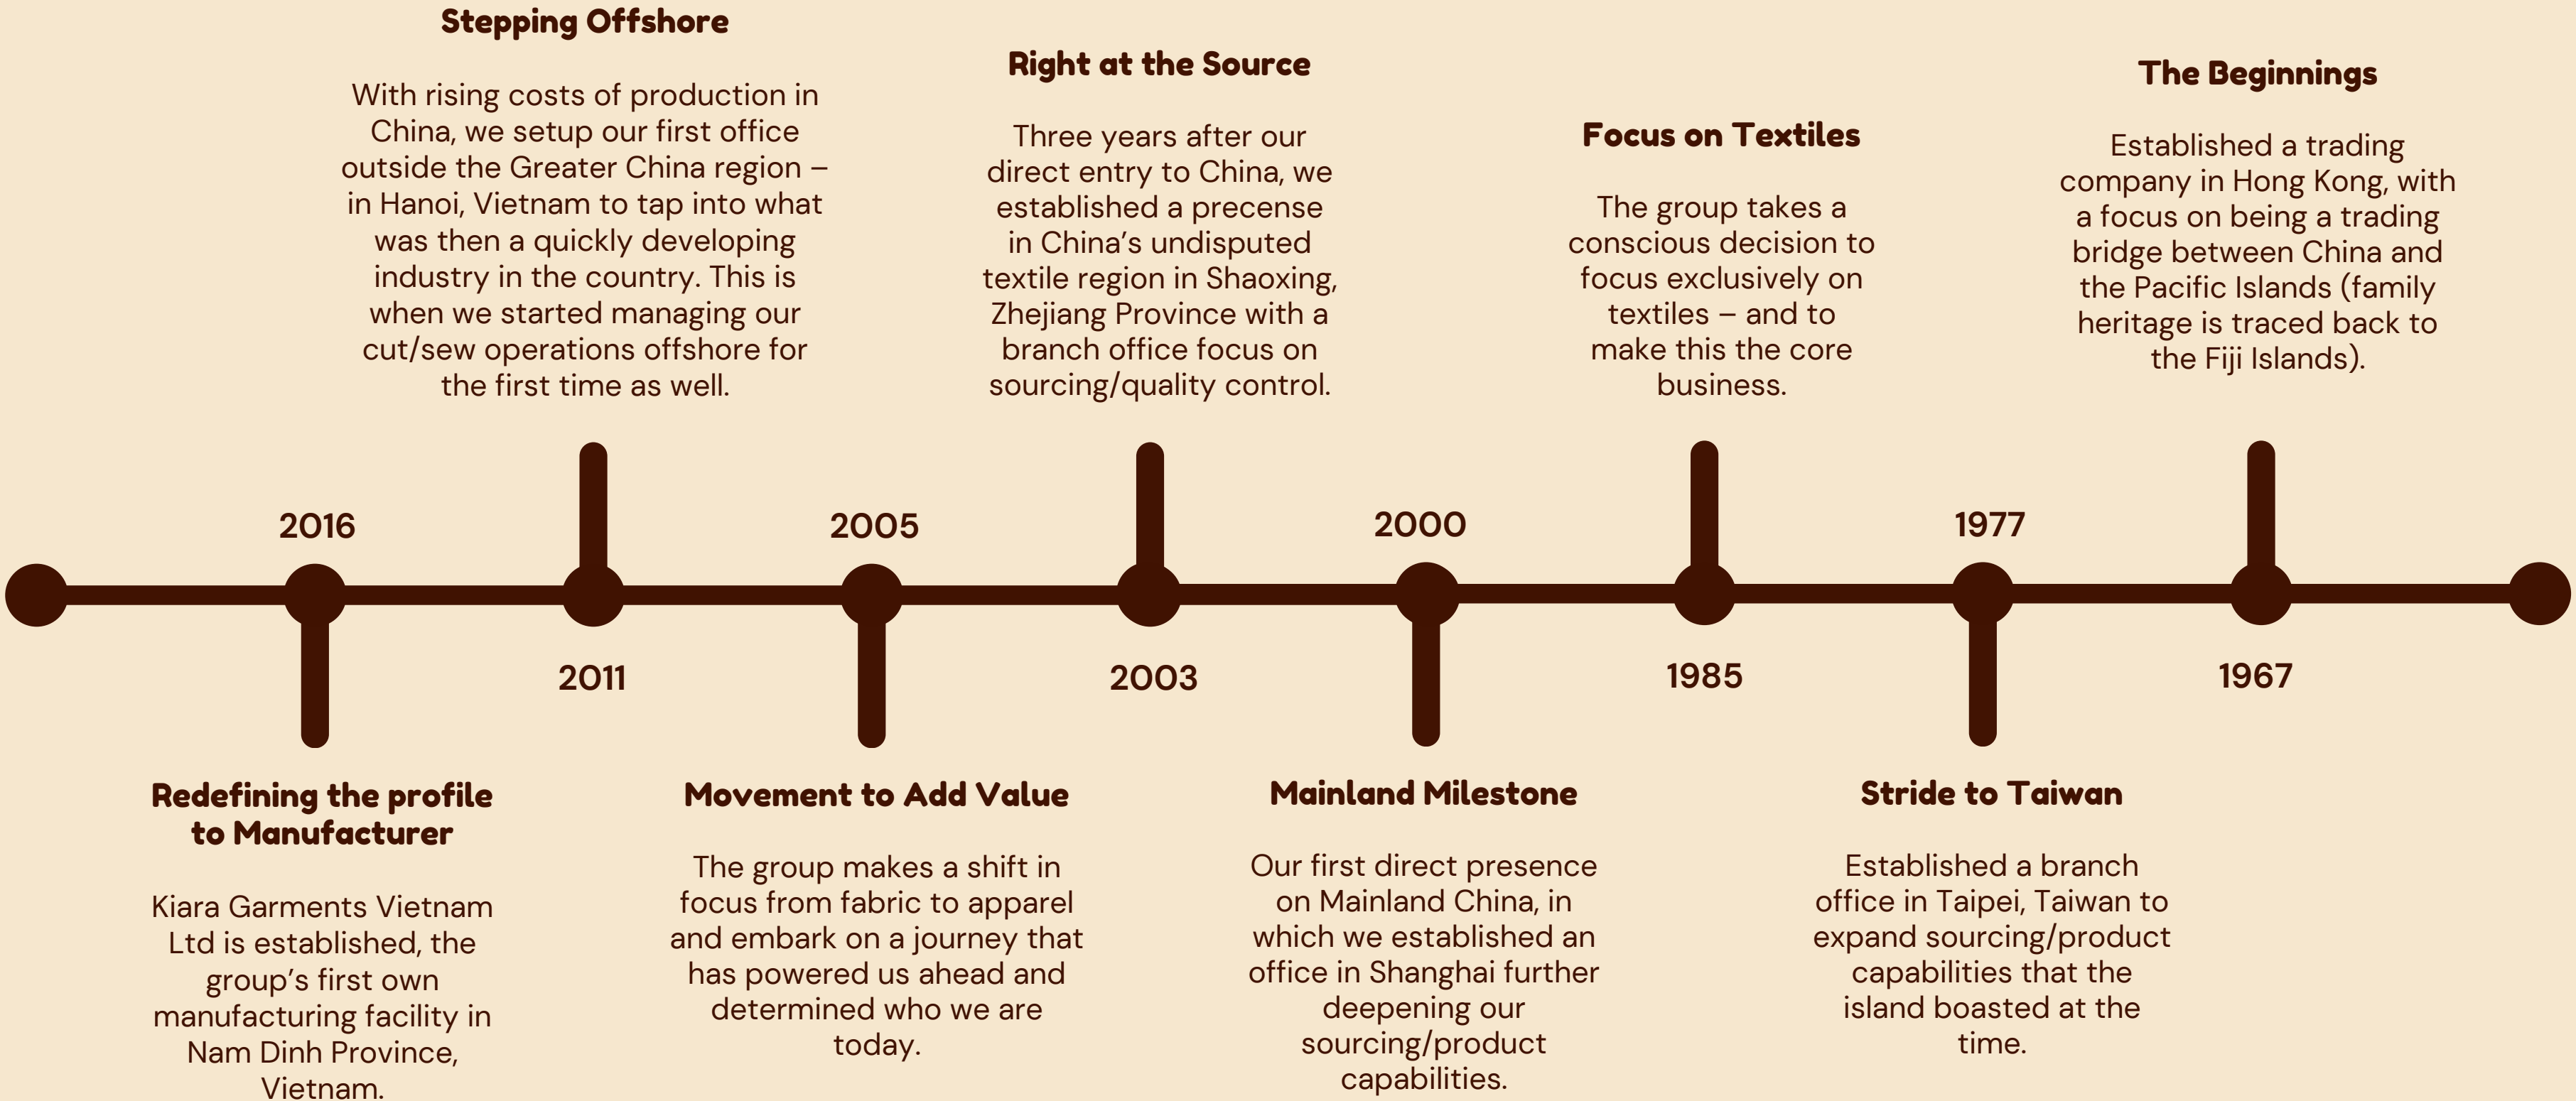 Stepping Offshore
With rising costs of production in
China, we setup our first office
outside the Greater China region –
in Hanoi, Vietnam to tap into what
was then a quickly developing
industry in the country. This is
when we started managing our
cut/sew operations offshore for
the first time as well.
Right at the Source
Three years after our
direct entry to China, we
established a precense
in China’s undisputed
textile region in Shaoxing,
Zhejiang Province with a
branch office focus on
sourcing/quality control.
Focus on Textiles
The group takes a
conscious decision to
focus exclusively on
textiles – and to
make this the core
business.
The Beginnings
Established a trading
company in Hong Kong, with
a focus on being a trading
bridge between China and
the Pacific Islands (family
heritage is traced back to
the Fiji Islands).
2016
2005
2000
1977
2011
2003
1985
1967
Redefining the profile
to Manufacturer
Kiara Garments Vietnam
Ltd is established, the
group’s first own
manufacturing facility in
Nam Dinh Province,
Vietnam.
Movement to Add Value
The group makes a shift in
focus from fabric to apparel
and embark on a journey that
has powered us ahead and
determined who we are
today.
Mainland Milestone
Our first direct presence
on Mainland China, in
which we established an
office in Shanghai further
deepening our
sourcing/product
capabilities.
Stride to Taiwan
Established a branch
office in Taipei, Taiwan to
expand sourcing/product
capabilities that the
island boasted at the
time.